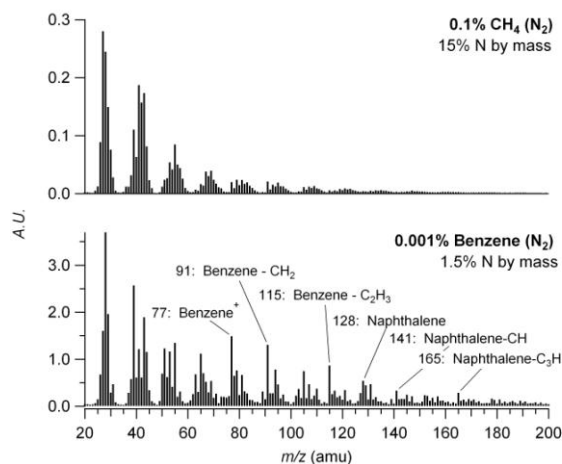 0.1% CH₄ (N₂)
15% N by mass
0.3
0.2
0.1
0.0
A.U.
0.001% Benzene (N₂)
1.5% N by mass
91: Benzene - CH₂
115: Benzene - C₂H₃
77: Benzene⁺
128: Naphthalene
141: Naphthalene-CH
165: Naphthalene-C₃H
3.0
2.0
1.0
0.0
20 40 60 80 100 120 140 160 180 200
m/z (amu)